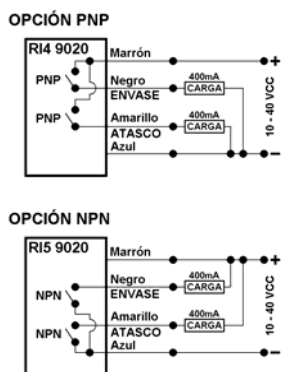 OPCIÓN PNP
RI4 9020
Marrón
PNP
Negro
ENVASE
400mA
CARGA
PNP
Amarillo
ATASCO
400mA
CARGA
Azul
+
10 - 40 VCC
−
OPCIÓN NPN
RI5 9020
Marrón
NPN
Negro
ENVASE
400mA
CARGA
NPN
Amarillo
ATASCO
400mA
CARGA
Azul
+
10 - 40 VCC
−